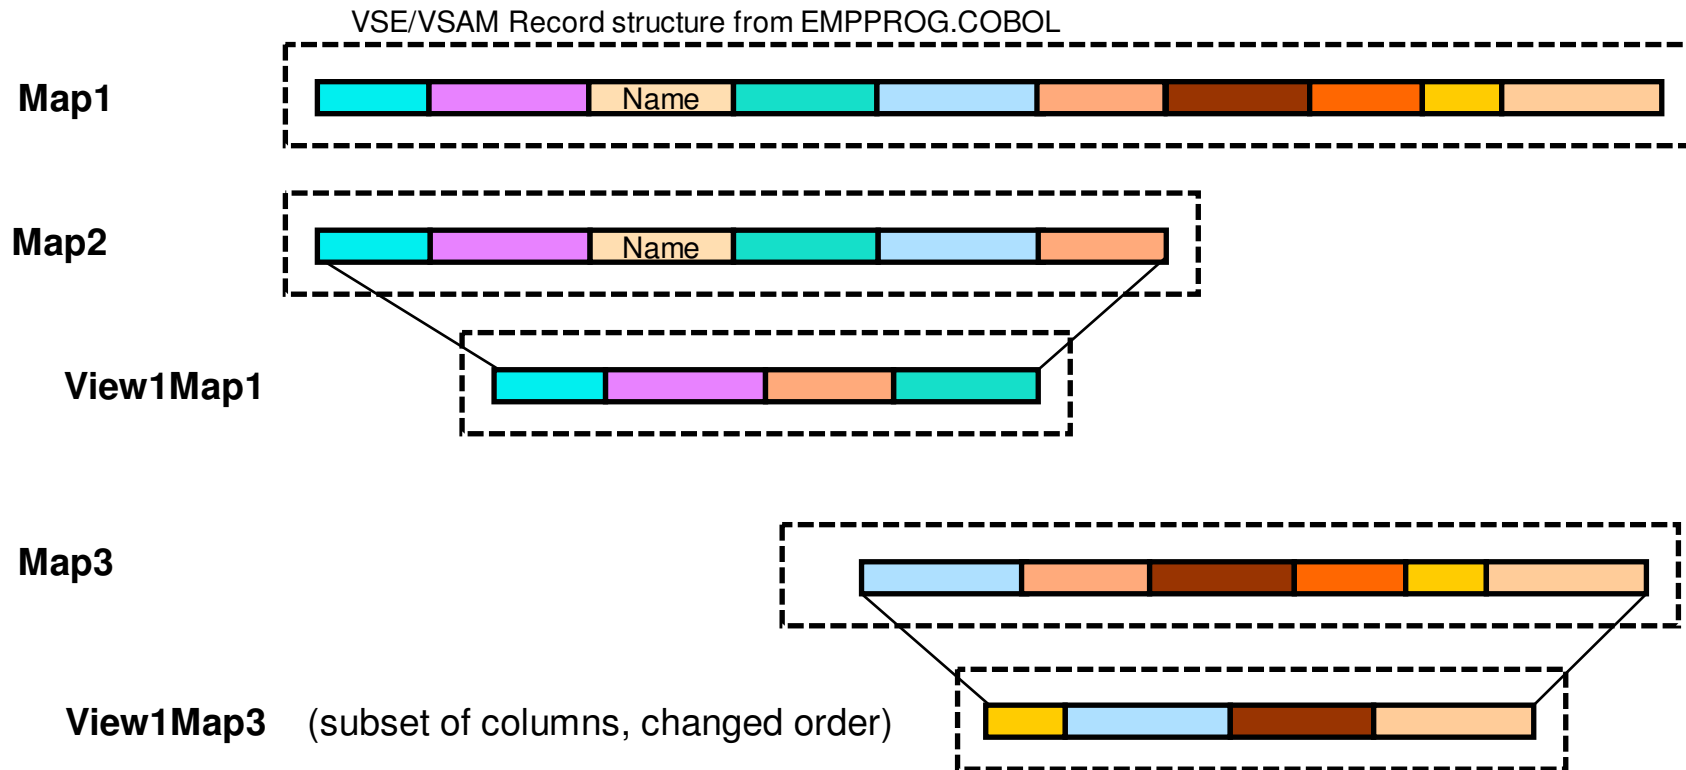 VSE/VSAM Record structure from EMPPROG.COBOL
Map1
Name
Map2
Name
View1Map1
Map3
View1Map3 (subset of columns, changed order)